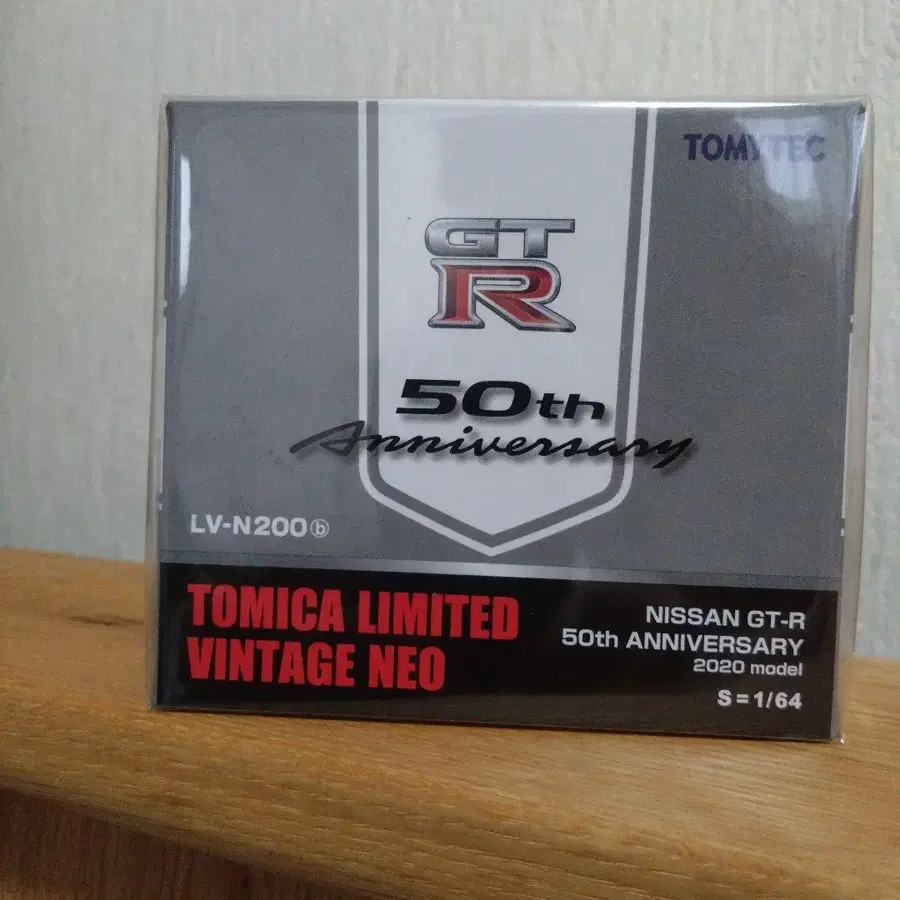 TOMYTEC
GT
R
50th
Anniversary
LV-N200ⓑ
TOMICA LIMITED
VINTAGE NEO
NISSAN GT-R
50th ANNIVERSARY
2020 model
S=1/64